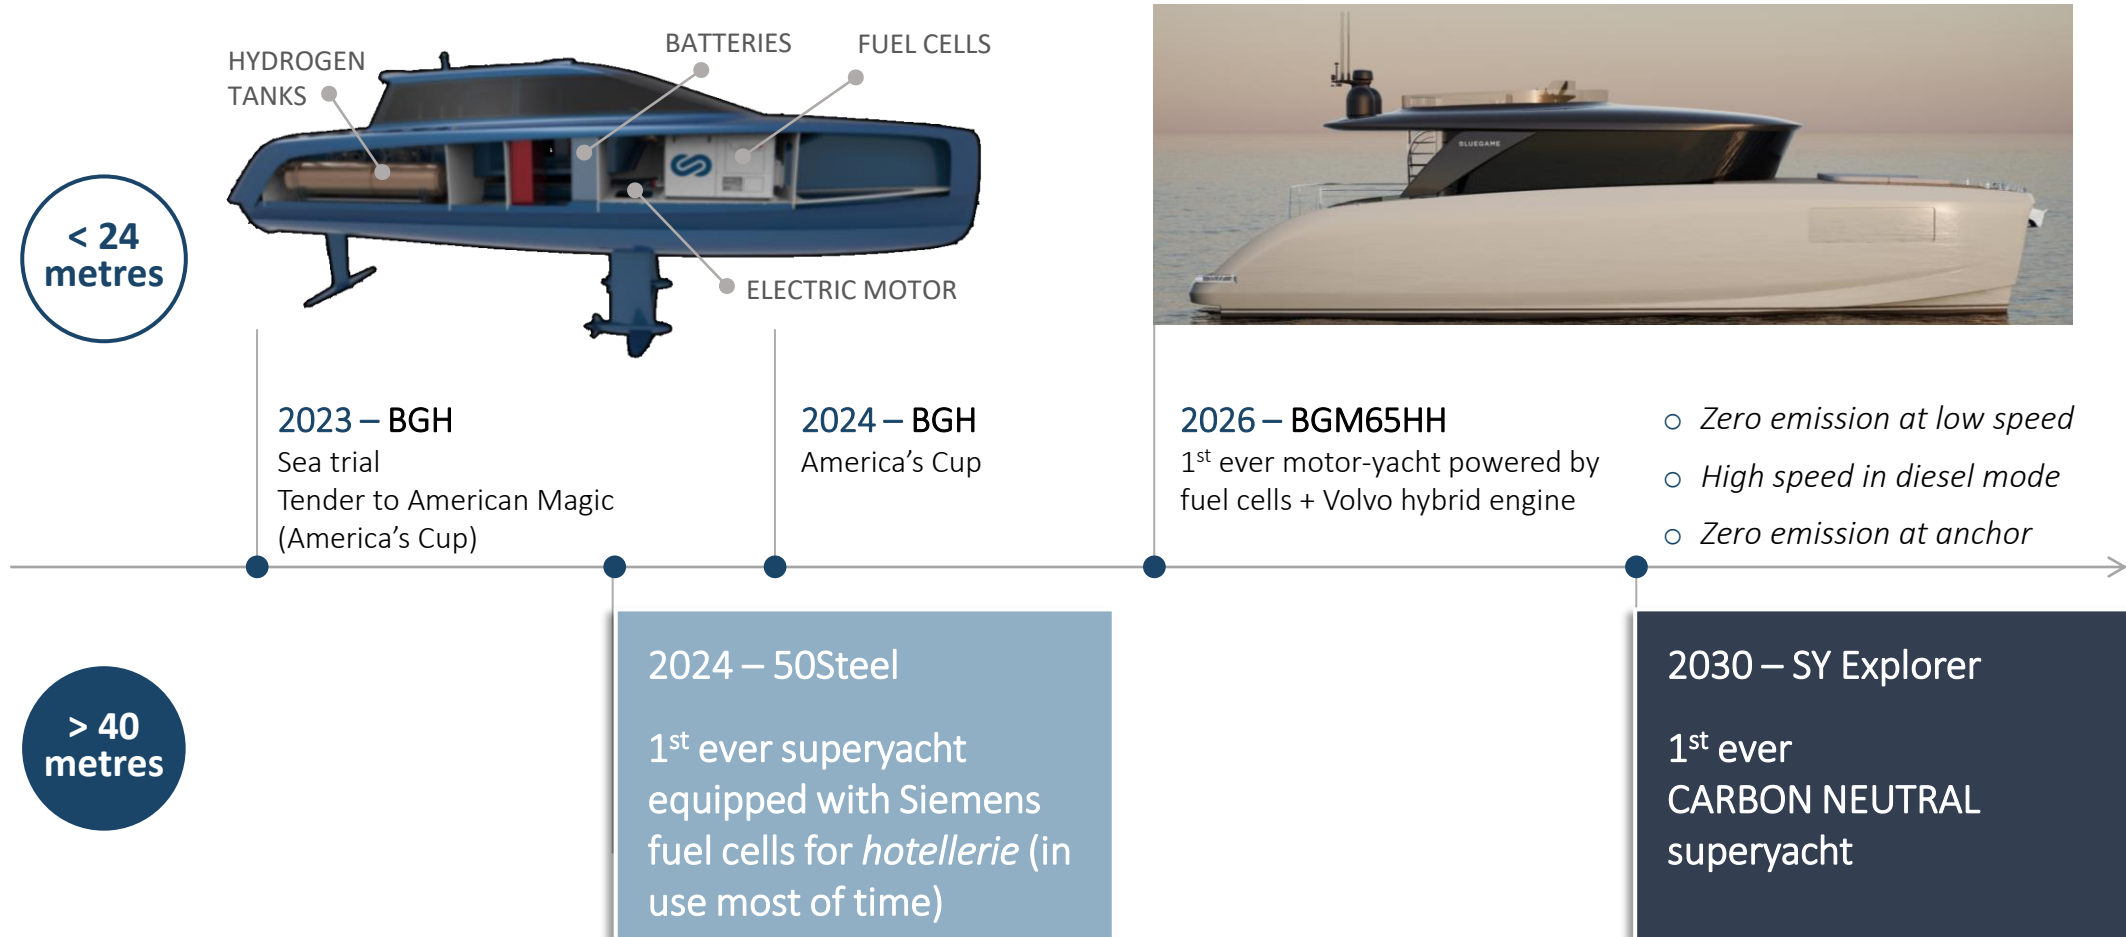 HYDROGEN
TANKS
BATTERIES
FUEL CELLS
ELECTRIC MOTOR
BLUEGAME
< 24
metres
2023 – BGH
Sea trial
Tender to American Magic
(America’s Cup)
2024 – BGH
America’s Cup
2026 – BGM65HH
1st ever motor-yacht powered by
fuel cells + Volvo hybrid engine
○ Zero emission at low speed
○ High speed in diesel mode
○ Zero emission at anchor
> 40
metres
2024 – 50Steel
1st ever superyacht
equipped with Siemens
fuel cells for hotellerie (in
use most of time)
2030 – SY Explorer
1st ever
CARBON NEUTRAL
superyacht